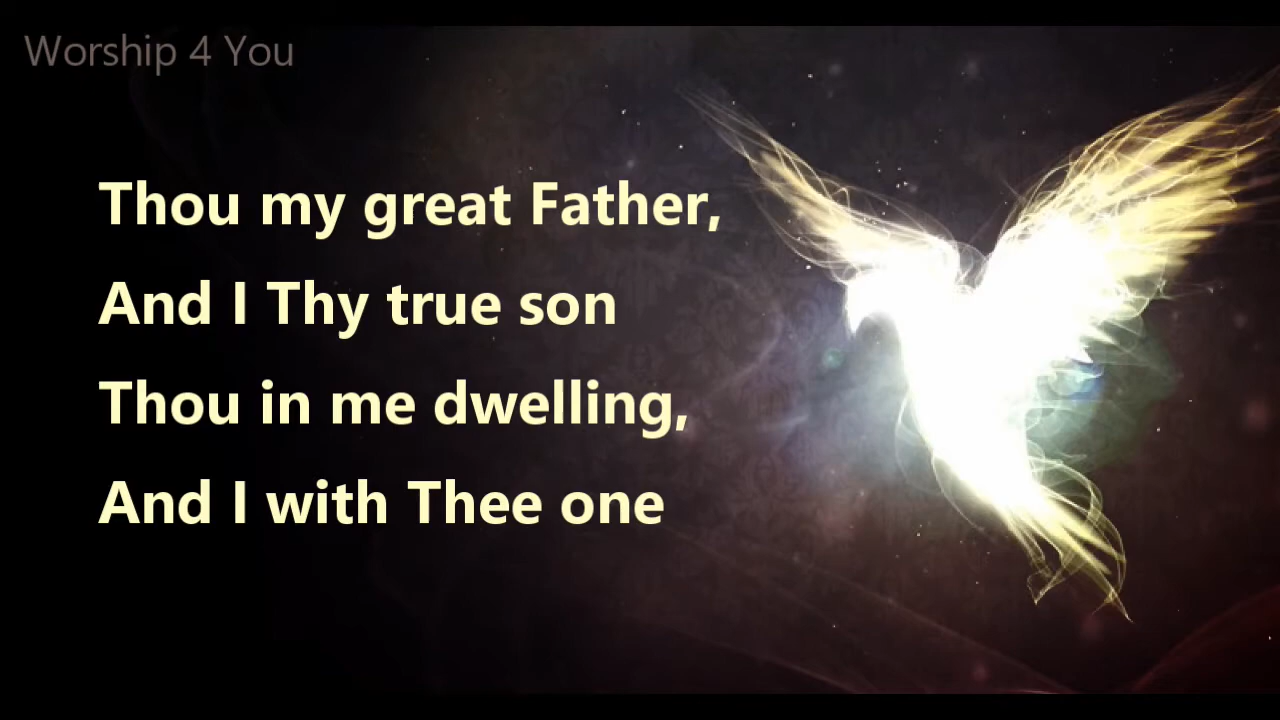 Worship 4 You
Thou my great Father,
And I Thy true son
Thou in me dwelling,
And I with Thee one